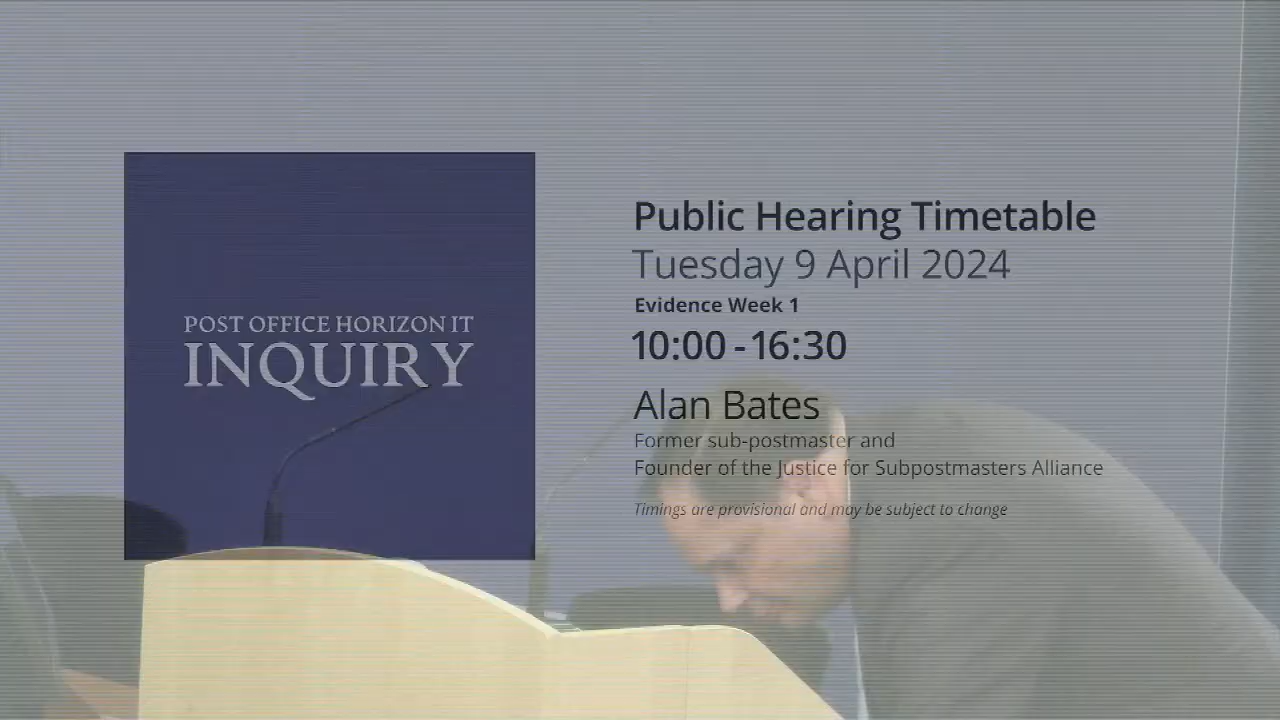 POST OFFICE HORIZON IT
INQUIRY
Public Hearing Timetable
Tuesday 9 April 2024
Evidence Week 1
10:00 - 16:30
Alan Bates
Former sub-postmaster and
Founder of the Justice for Subpostmasters Alliance
Timings are provisional and may be subject to change